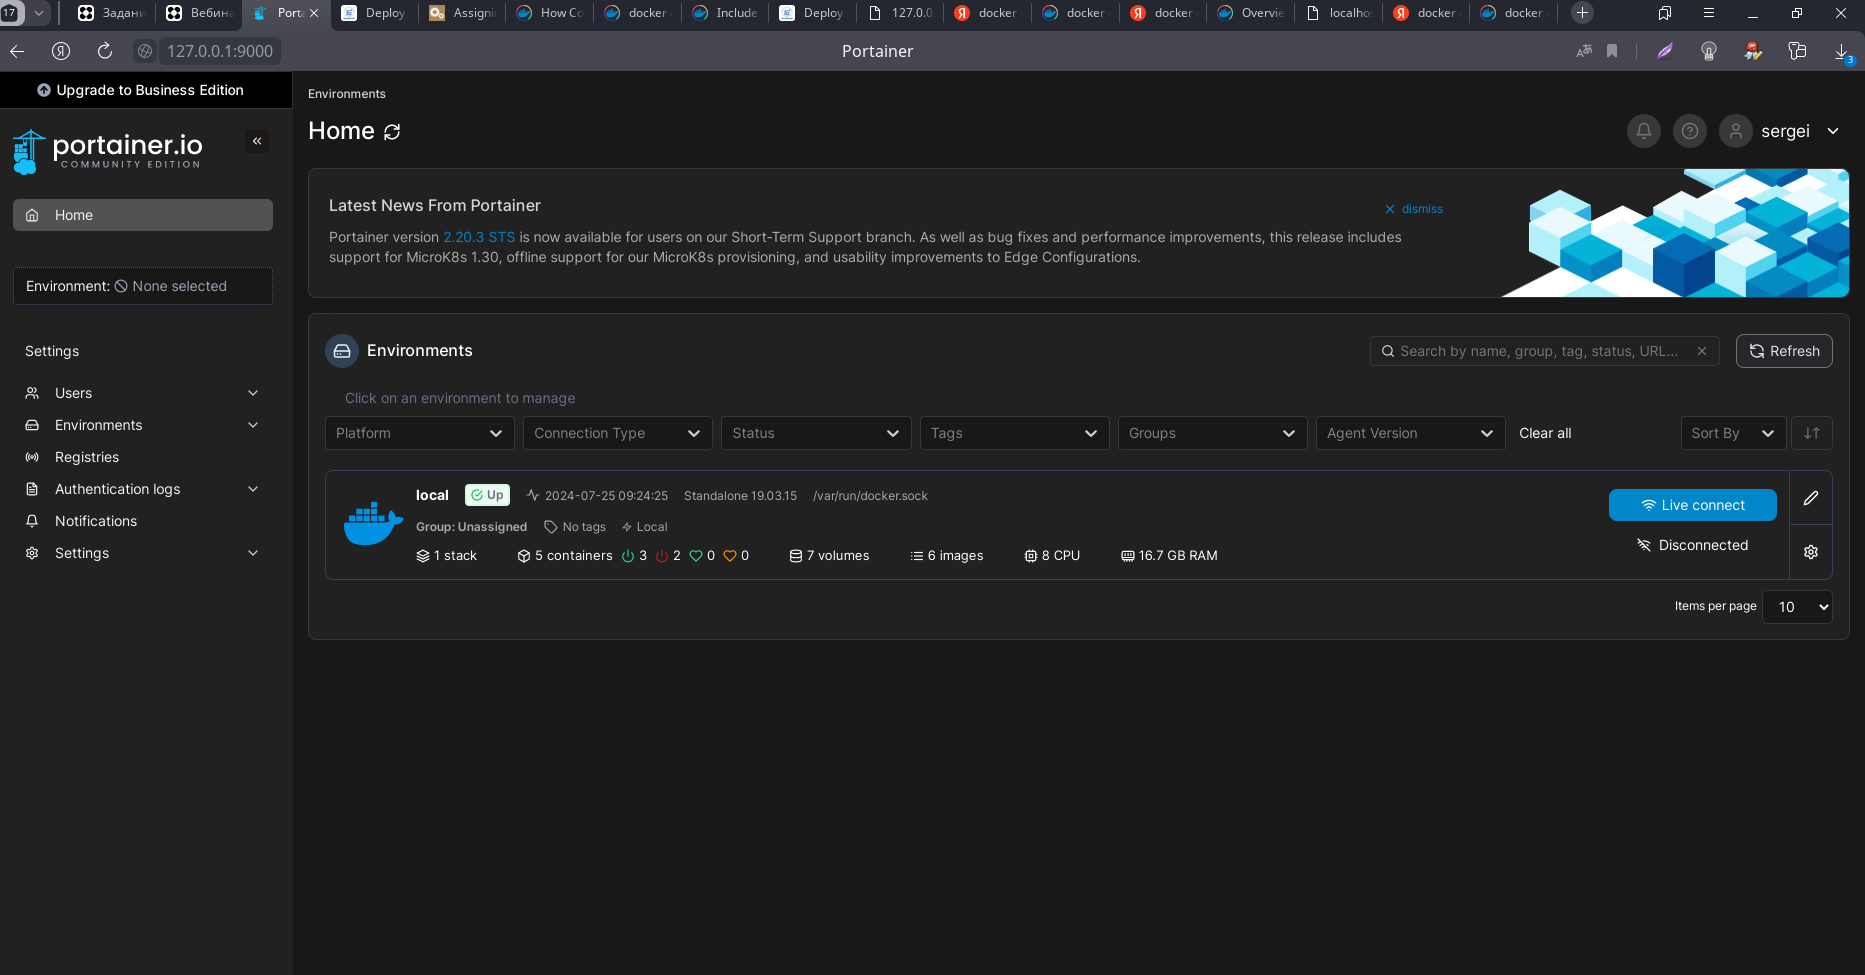 17 Задани Вебина Porta Deploy Assigni How Co docker Include Deploy 127.0.0. docker docker docker Overvie localhos docker docker
127.0.0.1:9000 Portainer 3
Upgrade to Business Edition
portainer.io
COMMUNITY EDITION
Home
Environment: None selected
Settings
Users
Environments
Registries
Authentication logs
Notifications
Settings
Environments
Home
sergei
Latest News From Portainer
dismiss
Portainer version 2.20.3 STS is now available for users on our Short-Term Support branch. As well as bug fixes and performance improvements, this release includes
support for MicroK8s 1.30, offline support for our MicroK8s provisioning, and usability improvements to Edge Configurations.
Environments
Search by name, group, tag, status, URL...
Refresh
Click on an environment to manage
Platform Connection Type Status Tags Groups Agent Version Clear all Sort By
local Up 2024-07-25 09:24:25 Standalone 19.03.15 /var/run/docker.sock
Group: Unassigned No tags Local
1 stack 5 containers 3 2 0 0 7 volumes 6 images 8 CPU 16.7 GB RAM
Live connect
Disconnected
Items per page 10